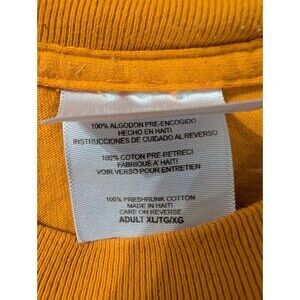 100% ALGODON PRE-ENCOGIDO
HECHO EN HAITI
INSTRUCCIONES DE CUIDADO AL REVERSO
100% COTON PRE-RETRECI
FABRIQUE A' HAITI
VOIR VERSO POUR ENTRETIEN
100% PRESHRUNK COTTON
MADE IN HAITI
CARE ON REVERSE
ADULT XL/TG/XG